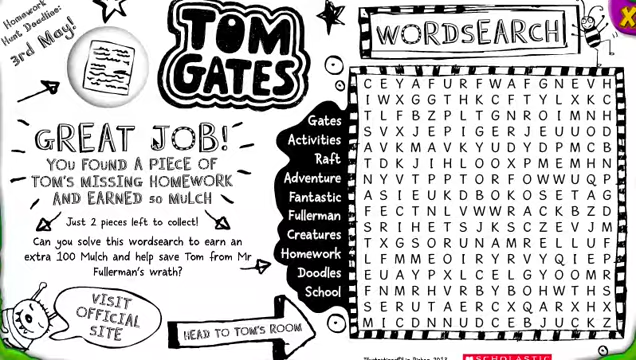 Homework
Hunt Deadline:
3rd May!
TOM
GATES
WORDSEARCH
X
GREAT JOB!
YOU FOUND A PIECE OF
TOM'S MISSING HOMEWORK
AND EARNED 50 MULCH
Just 2 pieces left to collect!
Can you solve this wordsearch to earn an
extra 100 Mulch and help save Tom from Mr
Fullerman's wrath?
VISIT
OFFICIAL
SITE
HEAD TO TOM'S ROOM
Gates
Activities
Raft
Adventure
Fantastic
Fullerman
Creatures
Homework
Doodles
School
C E Y A F U R F W A F G N E V H
I W X G G T H K C F T Y L X K C
T L F B Z P L T G N R O I M N H
S V X J E P I G E R J E U U O D
A V K M A V K Y U D Y D P M C B
T D K J I H L O O X P M E M H N
N Y V T P P T O R F O W W U Q P
A S I E U K B D B O K O S E T A G
F E C T N L V W W R A C K B Z D
S R I H E T S J K S C Z E V J M
T X G S O R U N A M R E L L U F
L F M M E O I R Y R V Y Q I E P
E U A Y P X L C E L G Y O O M R
F N M R H V R B Y B O H W T H S
S E R U T A E R C X Q A N X H X
M I C D N N U D C E B J U C K Z
SCHOLASTIC